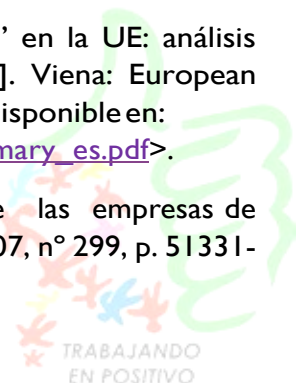 ” en la UE: análisis
]. Viena: European
isponible en:
mary_es.pdf>.
e las empresas de
07, nº 299, p. 51331-
TRABAJANDO
EN POSITIVO